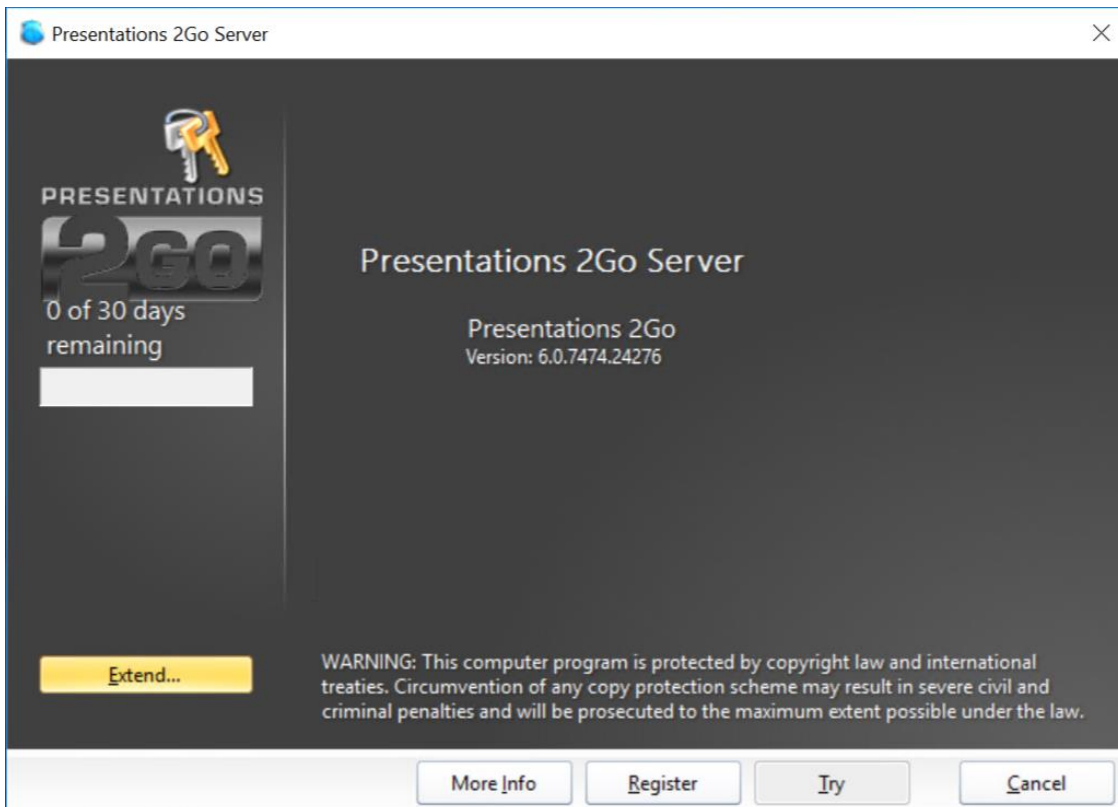 Presentations 2Go Server
PRESENTATIONS
2GO
0 of 30 days
remaining
Extend...
Presentations 2Go Server
Presentations 2Go
Version: 6.0.7474.24276
WARNING: This computer program is protected by copyright law and international
treaties. Circumvention of any copy protection scheme may result in severe civil and
criminal penalties and will be prosecuted to the maximum extent possible under the law.
More Info
Register
Try
Cancel